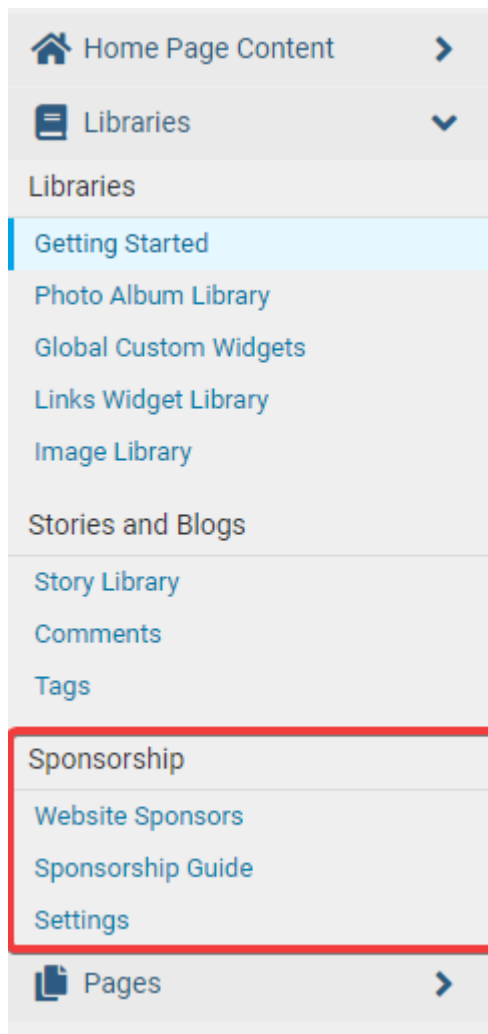 Home Page Content
Libraries
Libraries
Getting Started
Photo Album Library
Global Custom Widgets
Links Widget Library
Image Library
Stories and Blogs
Story Library
Comments
Tags
Sponsorship
Website Sponsors
Sponsorship Guide
Settings
Pages